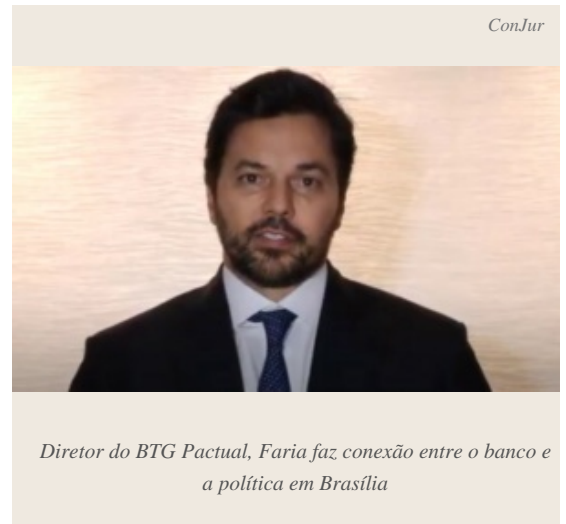 ConJur
Diretor do BTG Pactual, Faria faz conexão entre o banco e
a política em Brasília